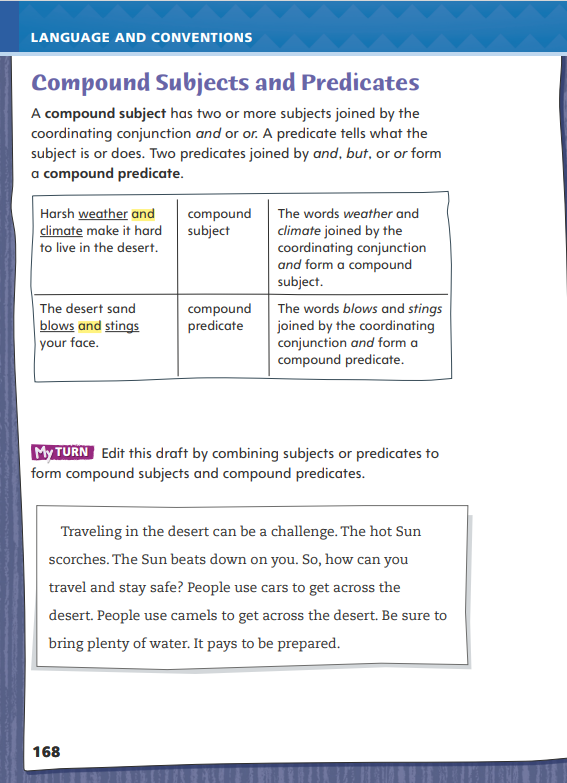 LANGUAGE AND CONVENTIONS
Compound Subjects and Predicates
A compound subject has two or more subjects joined by the
coordinating conjunction and or or. A predicate tells what the
subject is or does. Two predicates joined by and, but, or or form
a compound predicate.
Harsh weather and
climate make it hard
to live in the desert.
compound
subject
The words weather and
climate joined by the
coordinating conjunction
and form a compound
subject.
The desert sand
blows and stings
your face.
compound
predicate
The words blows and stings
joined by the coordinating
conjunction and form a
compound predicate.
My TURN Edit this draft by combining subjects or predicates to
form compound subjects and compound predicates.
Traveling in the desert can be a challenge. The hot Sun
scorches. The Sun beats down on you. So, how can you
travel and stay safe? People use cars to get across the
desert. People use camels to get across the desert. Be sure to
bring plenty of water. It pays to be prepared.
168